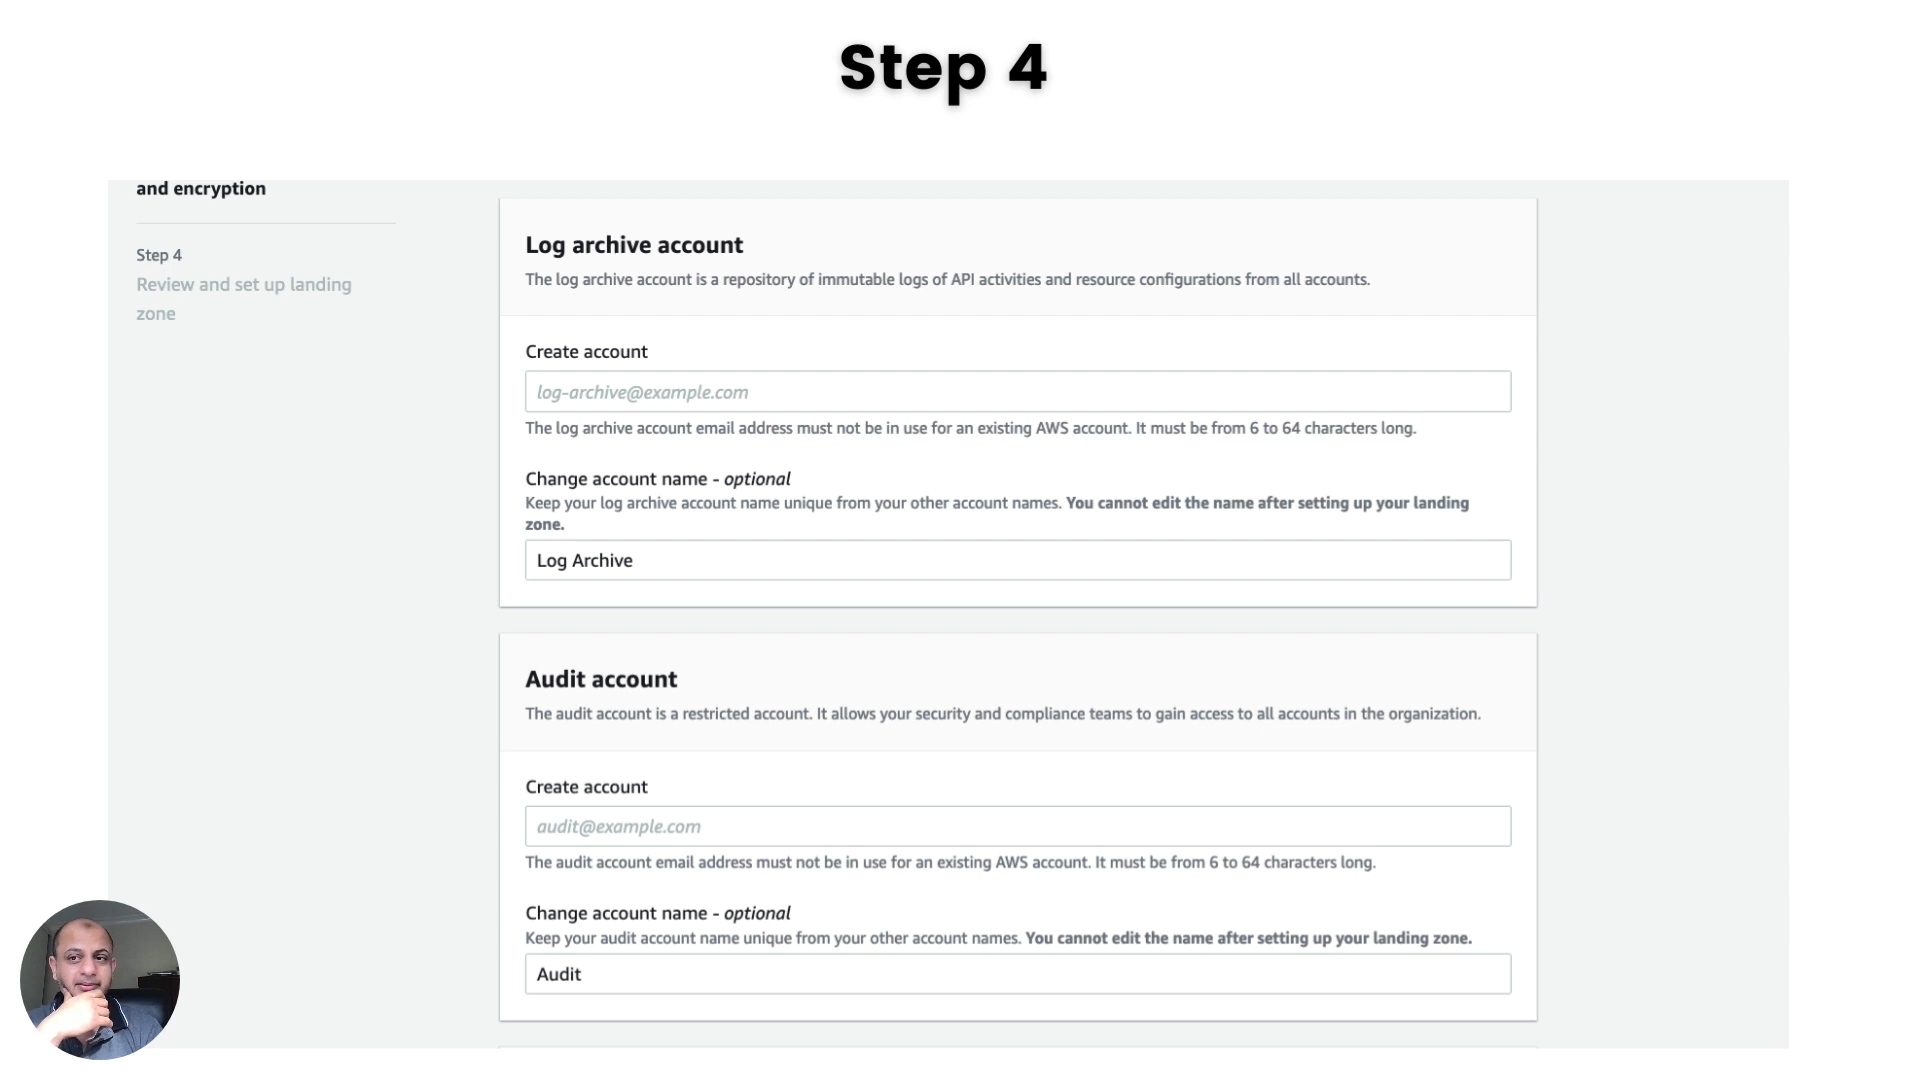 Step 4
and encryption
Step 4
Review and set up landing
zone
Log archive account
The log archive account is a repository of immutable logs of API activities and resource configurations from all accounts.
Create account
log-archive@example.com
The log archive account email address must not be in use for an existing AWS account. It must be from 6 to 64 characters long.
Change account name - optional
Keep your log archive account name unique from your other account names. You cannot edit the name after setting up your landing
zone.
Log Archive
Audit account
The audit account is a restricted account. It allows your security and compliance teams to gain access to all accounts in the organization.
Create account
audit@example.com
The audit account email address must not be in use for an existing AWS account. It must be from 6 to 64 characters long.
Change account name - optional
Keep your audit account name unique from your other account names. You cannot edit the name after setting up your landing zone.
Audit